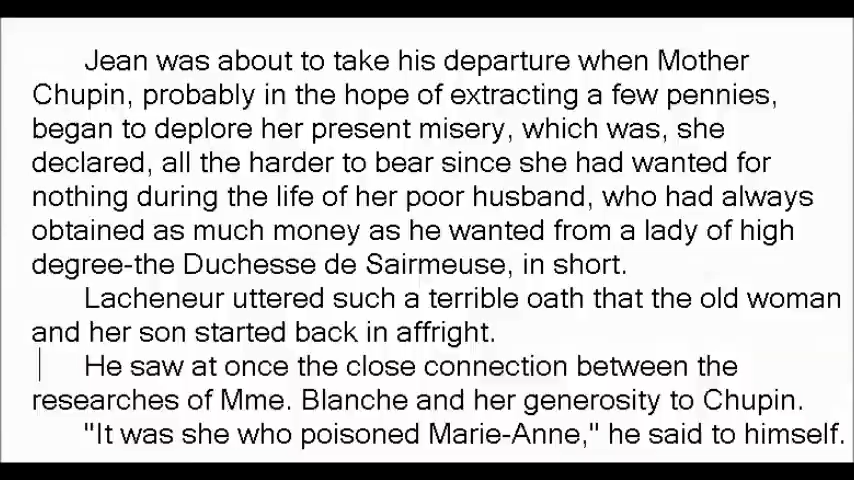 Jean was about to take his departure when Mother
Chupin, probably in the hope of extracting a few pennies,
began to deplore her present misery, which was, she
declared, all the harder to bear since she had wanted for
nothing during the life of her poor husband, who had always
obtained as much money as he wanted from a lady of high
degree-the Duchesse de Sairmeuse, in short.
Lacheneur uttered such a terrible oath that the old woman
and her son started back in affright.
He saw at once the close connection between the
researches of Mme. Blanche and her generosity to Chupin.
"It was she who poisoned Marie-Anne," he said to himself.